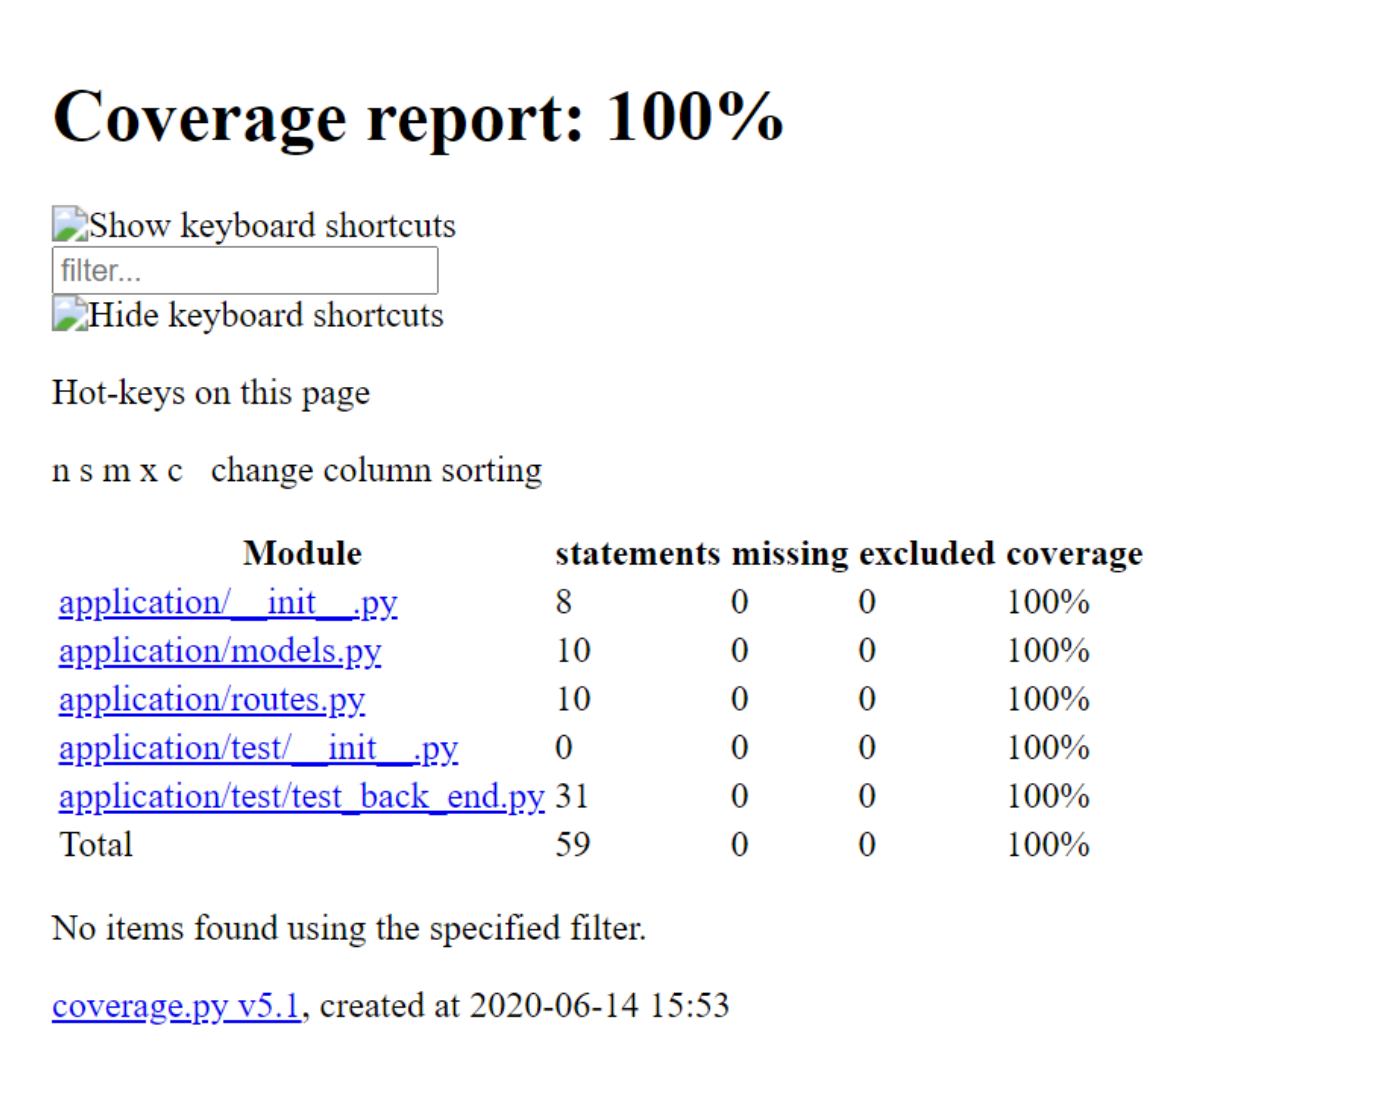 Coverage report: 100%
Show keyboard shortcuts
filter...
Hide keyboard shortcuts
Hot-keys on this page
n s m x c   change column sorting
Module statements missing excluded coverage
application/__init__.py 8 0 0 100%
application/models.py 10 0 0 100%
application/routes.py 10 0 0 100%
application/test/__init__.py 0 0 0 100%
application/test/test_back_end.py 31 0 0 100%
Total 59 0 0 100%
No items found using the specified filter.
coverage.py v5.1, created at 2020-06-14 15:53